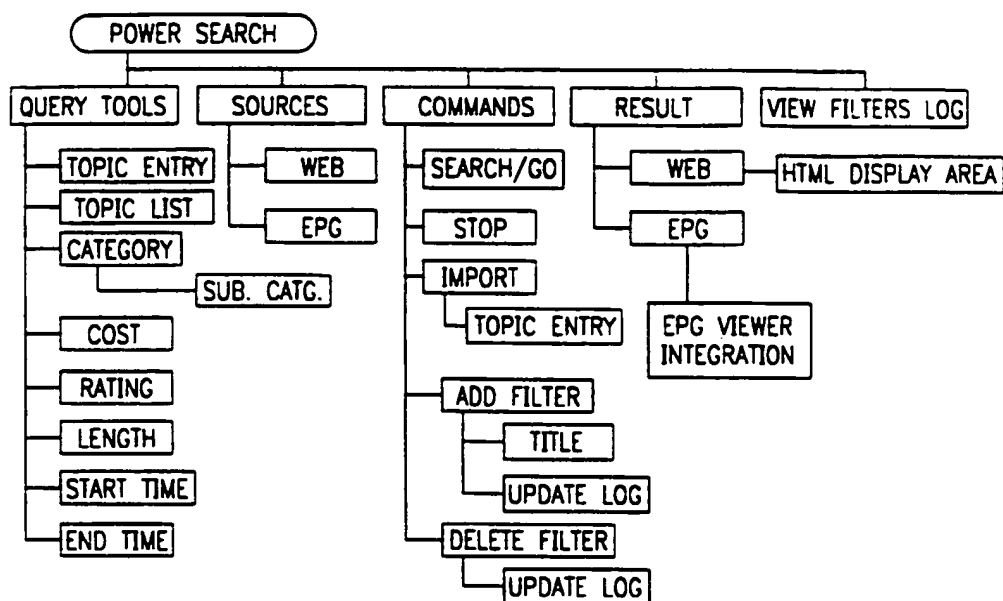 POWER SEARCH
QUERY TOOLS
TOPIC ENTRY
TOPIC LIST
CATEGORY
SUB. CATG.
COST
RATING
LENGTH
START TIME
END TIME
SOURCES
WEB
EPG
COMMANDS
SEARCH/GO
STOP
IMPORT
TOPIC ENTRY
ADD FILTER
TITLE
UPDATE LOG
DELETE FILTER
UPDATE LOG
RESULT
WEB
HTML DISPLAY AREA
EPG
EPG VIEWER
INTEGRATION
VIEW FILTERS LOG